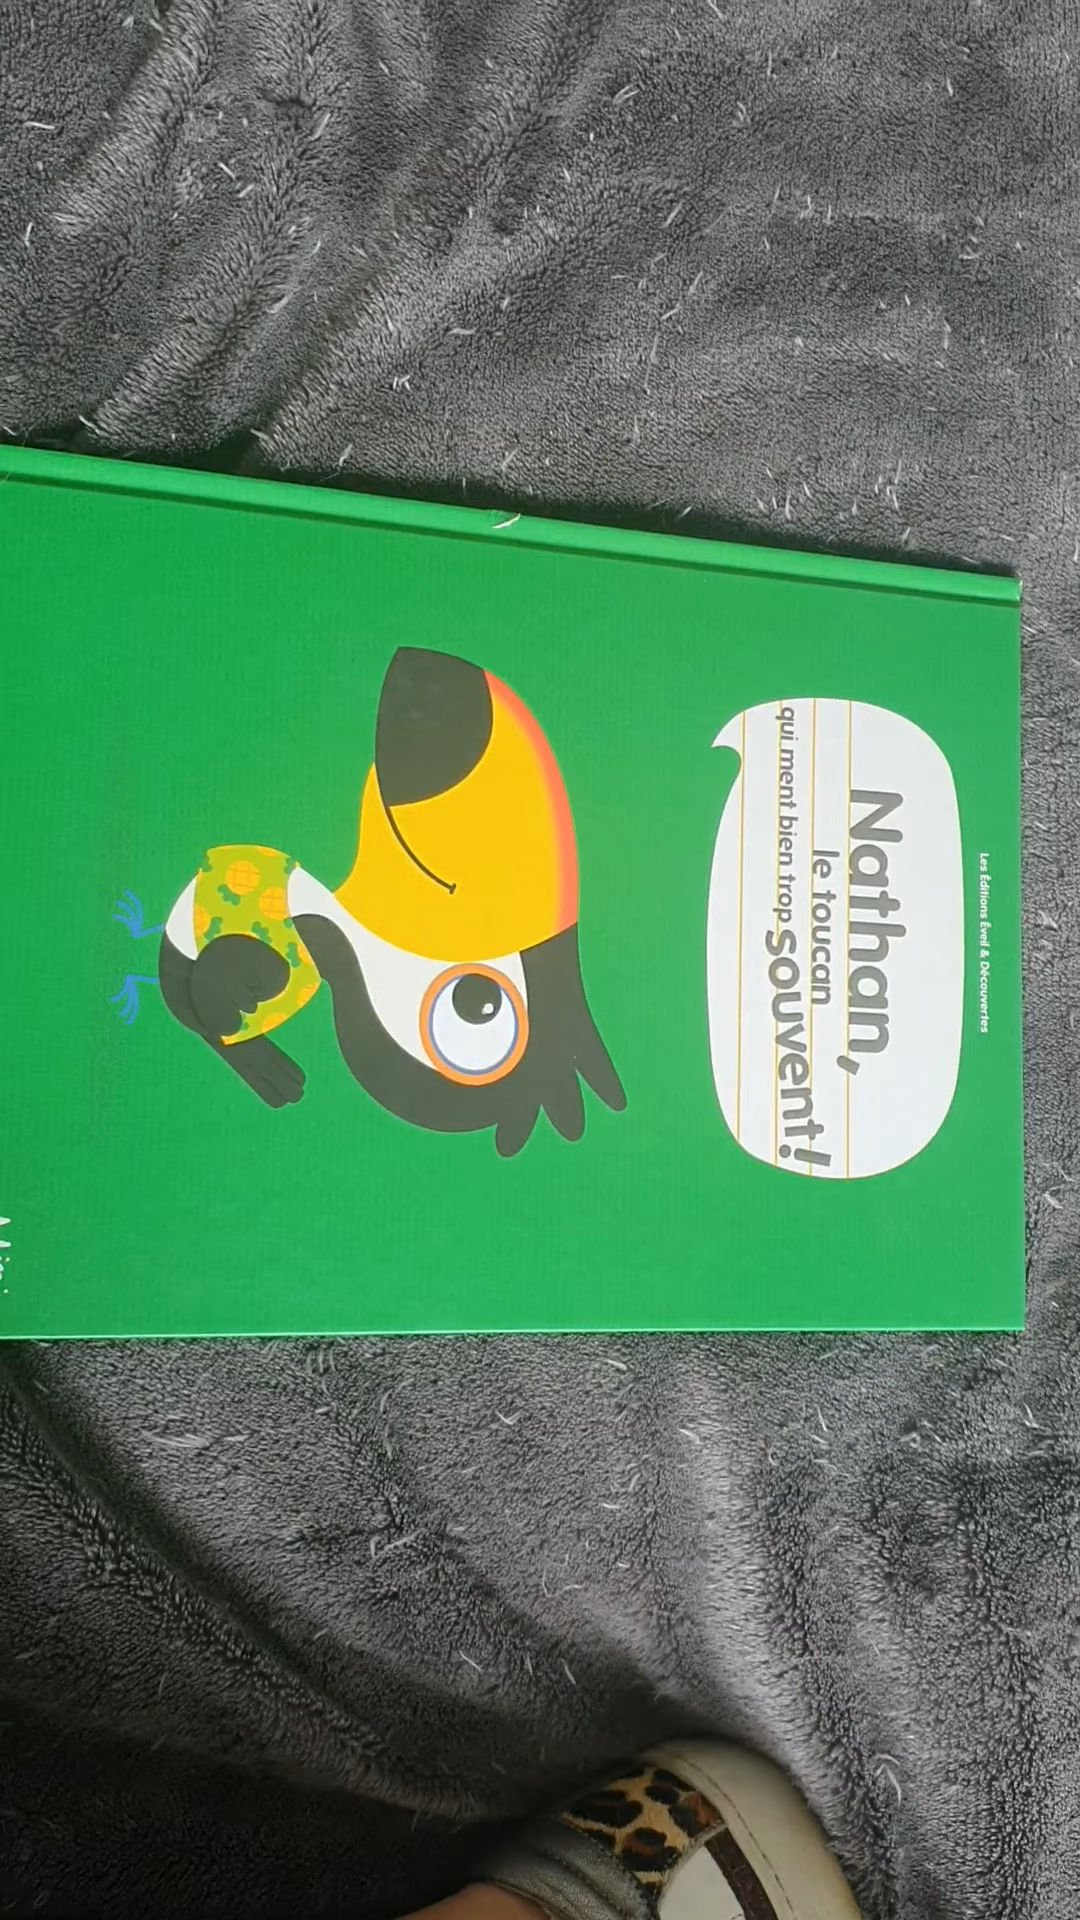 Les Éditions Éveil & Découvertes
Nathan,
le toucan
qui ment bien trop souvent!